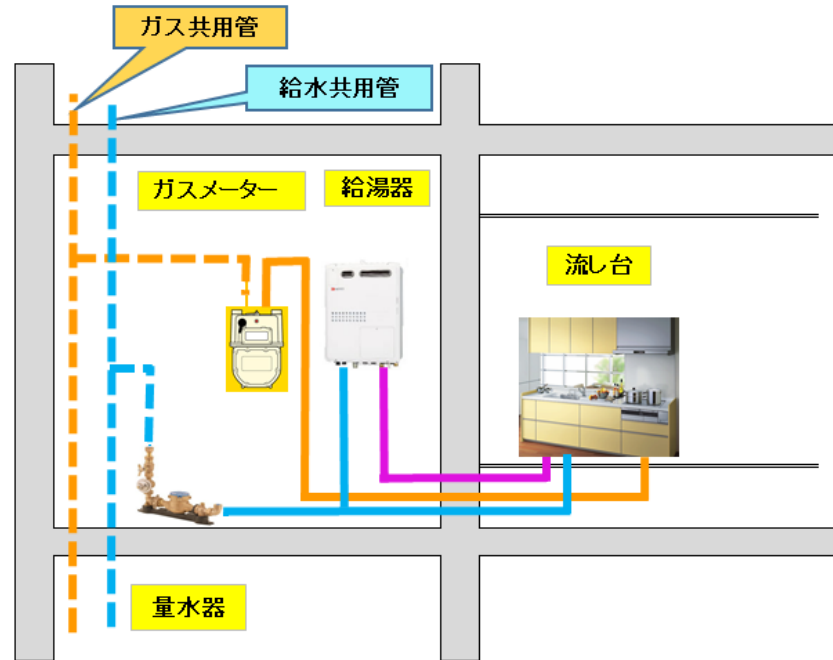 ガス共用管
給水共用管
ガスメーター
給湯器
流し台
量水器